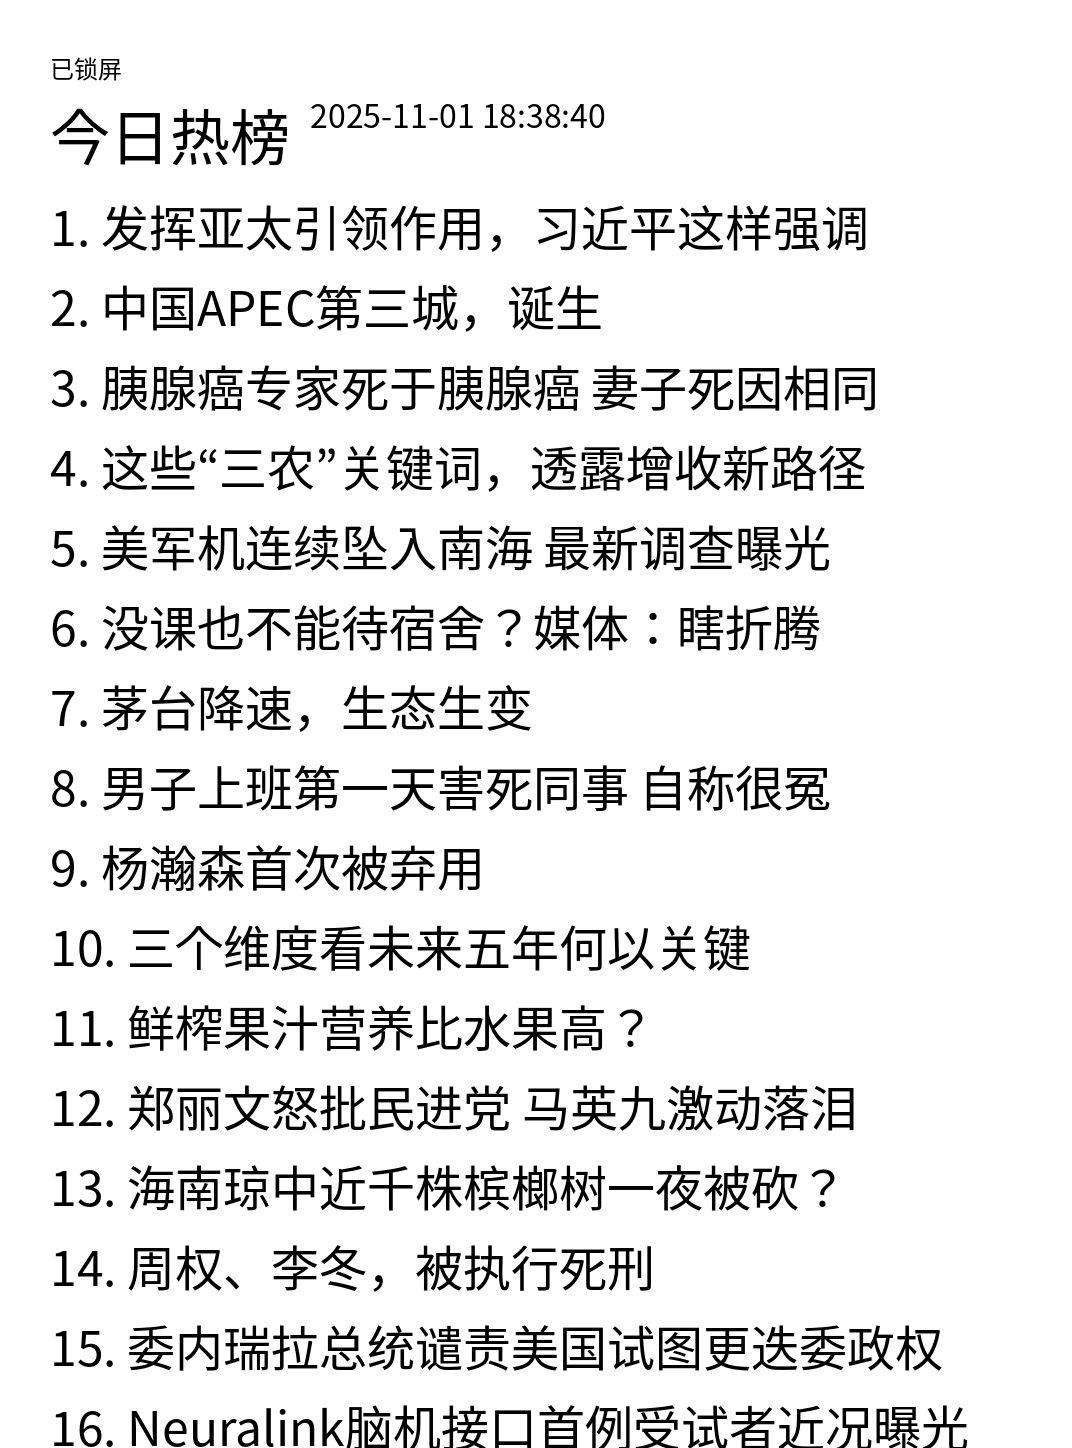 已锁屏
今日热榜 2025-11-01 18:38:40
1. 发挥亚太引领作用，习近平这样强调
2. 中国APEC第三城，诞生
3. 胰腺癌专家死于胰腺癌 妻子死因相同
4. 这些“三农”关键词，透露增收新路径
5. 美军机连续坠入南海 最新调查曝光
6. 没课也不能待宿舍？媒体：瞎折腾
7. 茅台降速，生态生变
8. 男子上班第一天害死同事 自称很冤
9. 杨瀚森首次被弃用
10. 三个维度看未来五年何以关键
11. 鲜榨果汁营养比水果高？
12. 郑丽文怒批民进党 马英九激动落泪
13. 海南琼中近千株槟榔树一夜被砍？
14. 周权、李冬，被执行死刑
15. 委内瑞拉总统谴责美国试图更迭委政权
16. Neuralink脑机接口首例受试者近况曝光